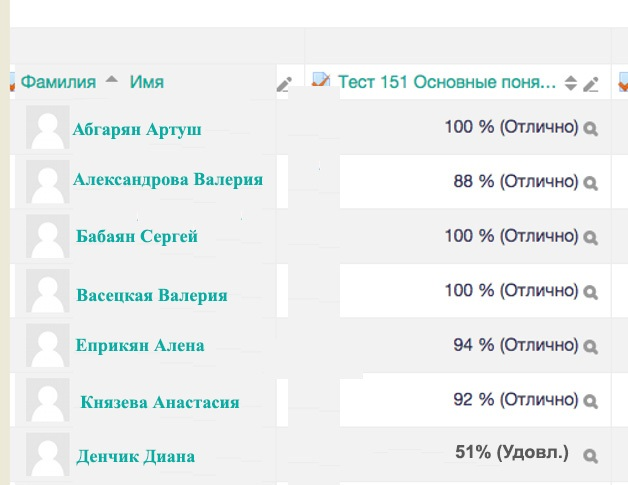 Фамилия Имя Тест 151 Основные поня...
Абгарян Артуш 100 % (Отлично)
Александрова Валерия 88 % (Отлично)
Бабаян Сергей 100 % (Отлично)
Васецкая Валерия 100 % (Отлично)
Еприкян Алена 94 % (Отлично)
Князева Анастасия 92 % (Отлично)
Денчик Диана 51% (Удовл.)